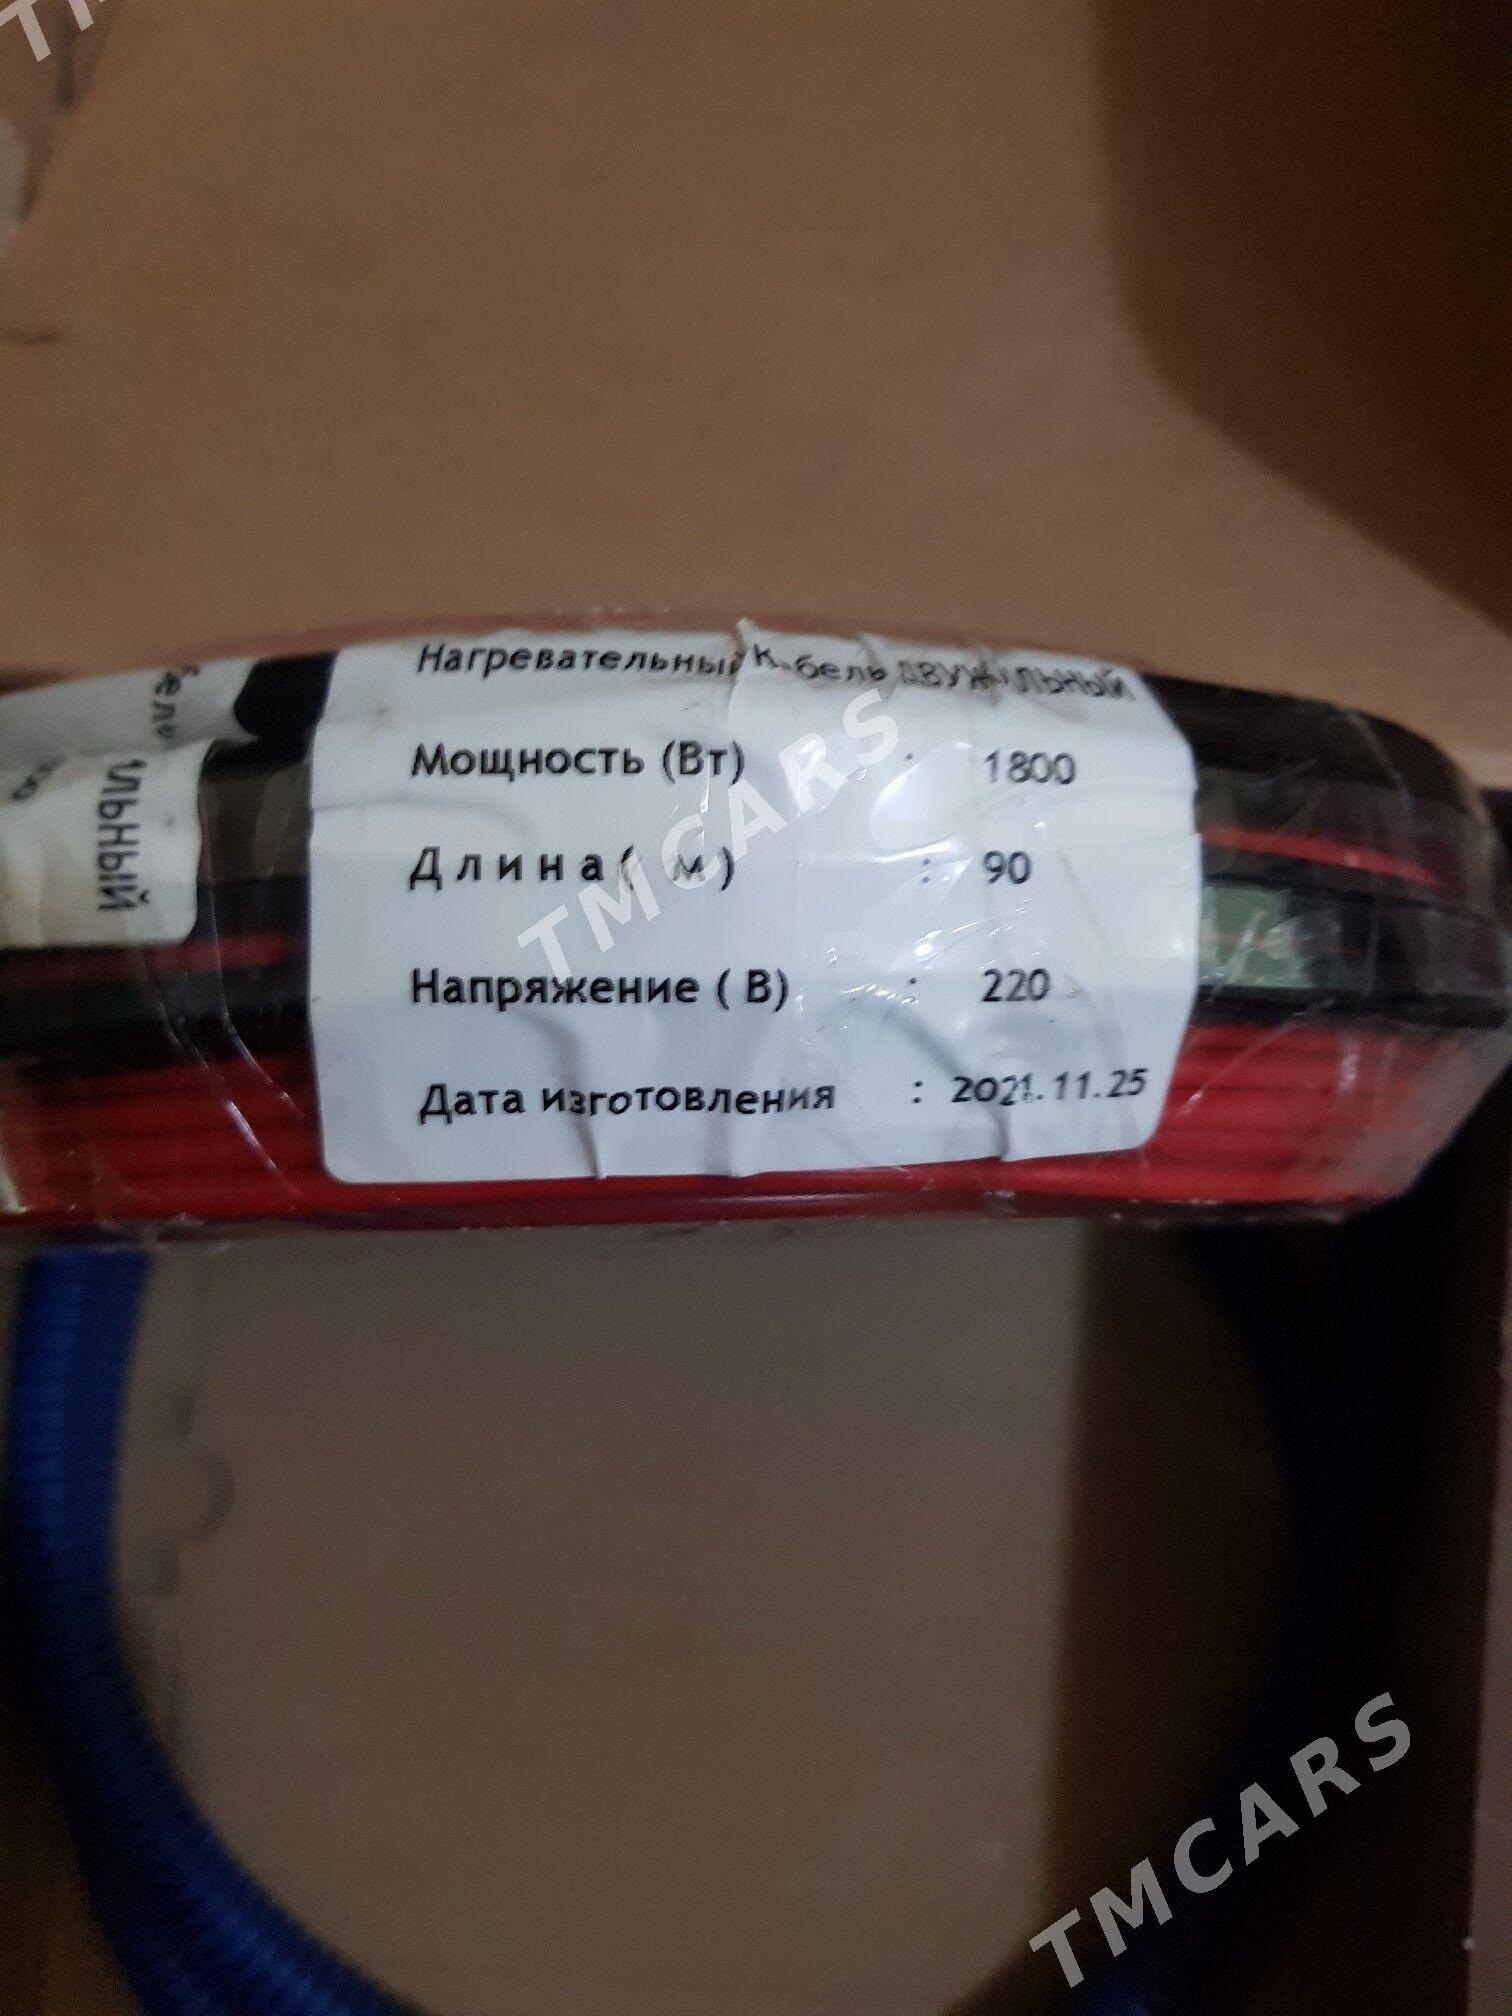 Нагревательный Кабель двужильный
Мощность (Вт) : 1800
Длина( м ) : 90
Напряжение ( В) : 220
Дата изготовления : 2021.11.25
TMCARS
TMCARS